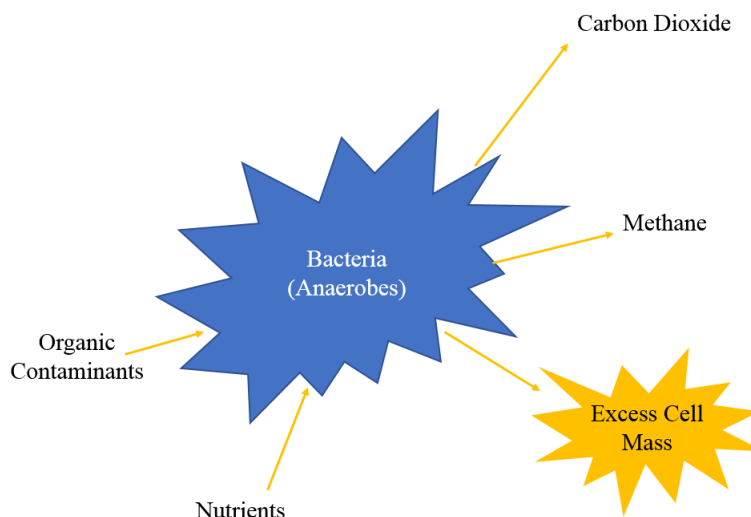 Carbon Dioxide
Methane
Bacteria
(Anaerobes)
Organic
Contaminants
Excess Cell
Mass
Nutrients